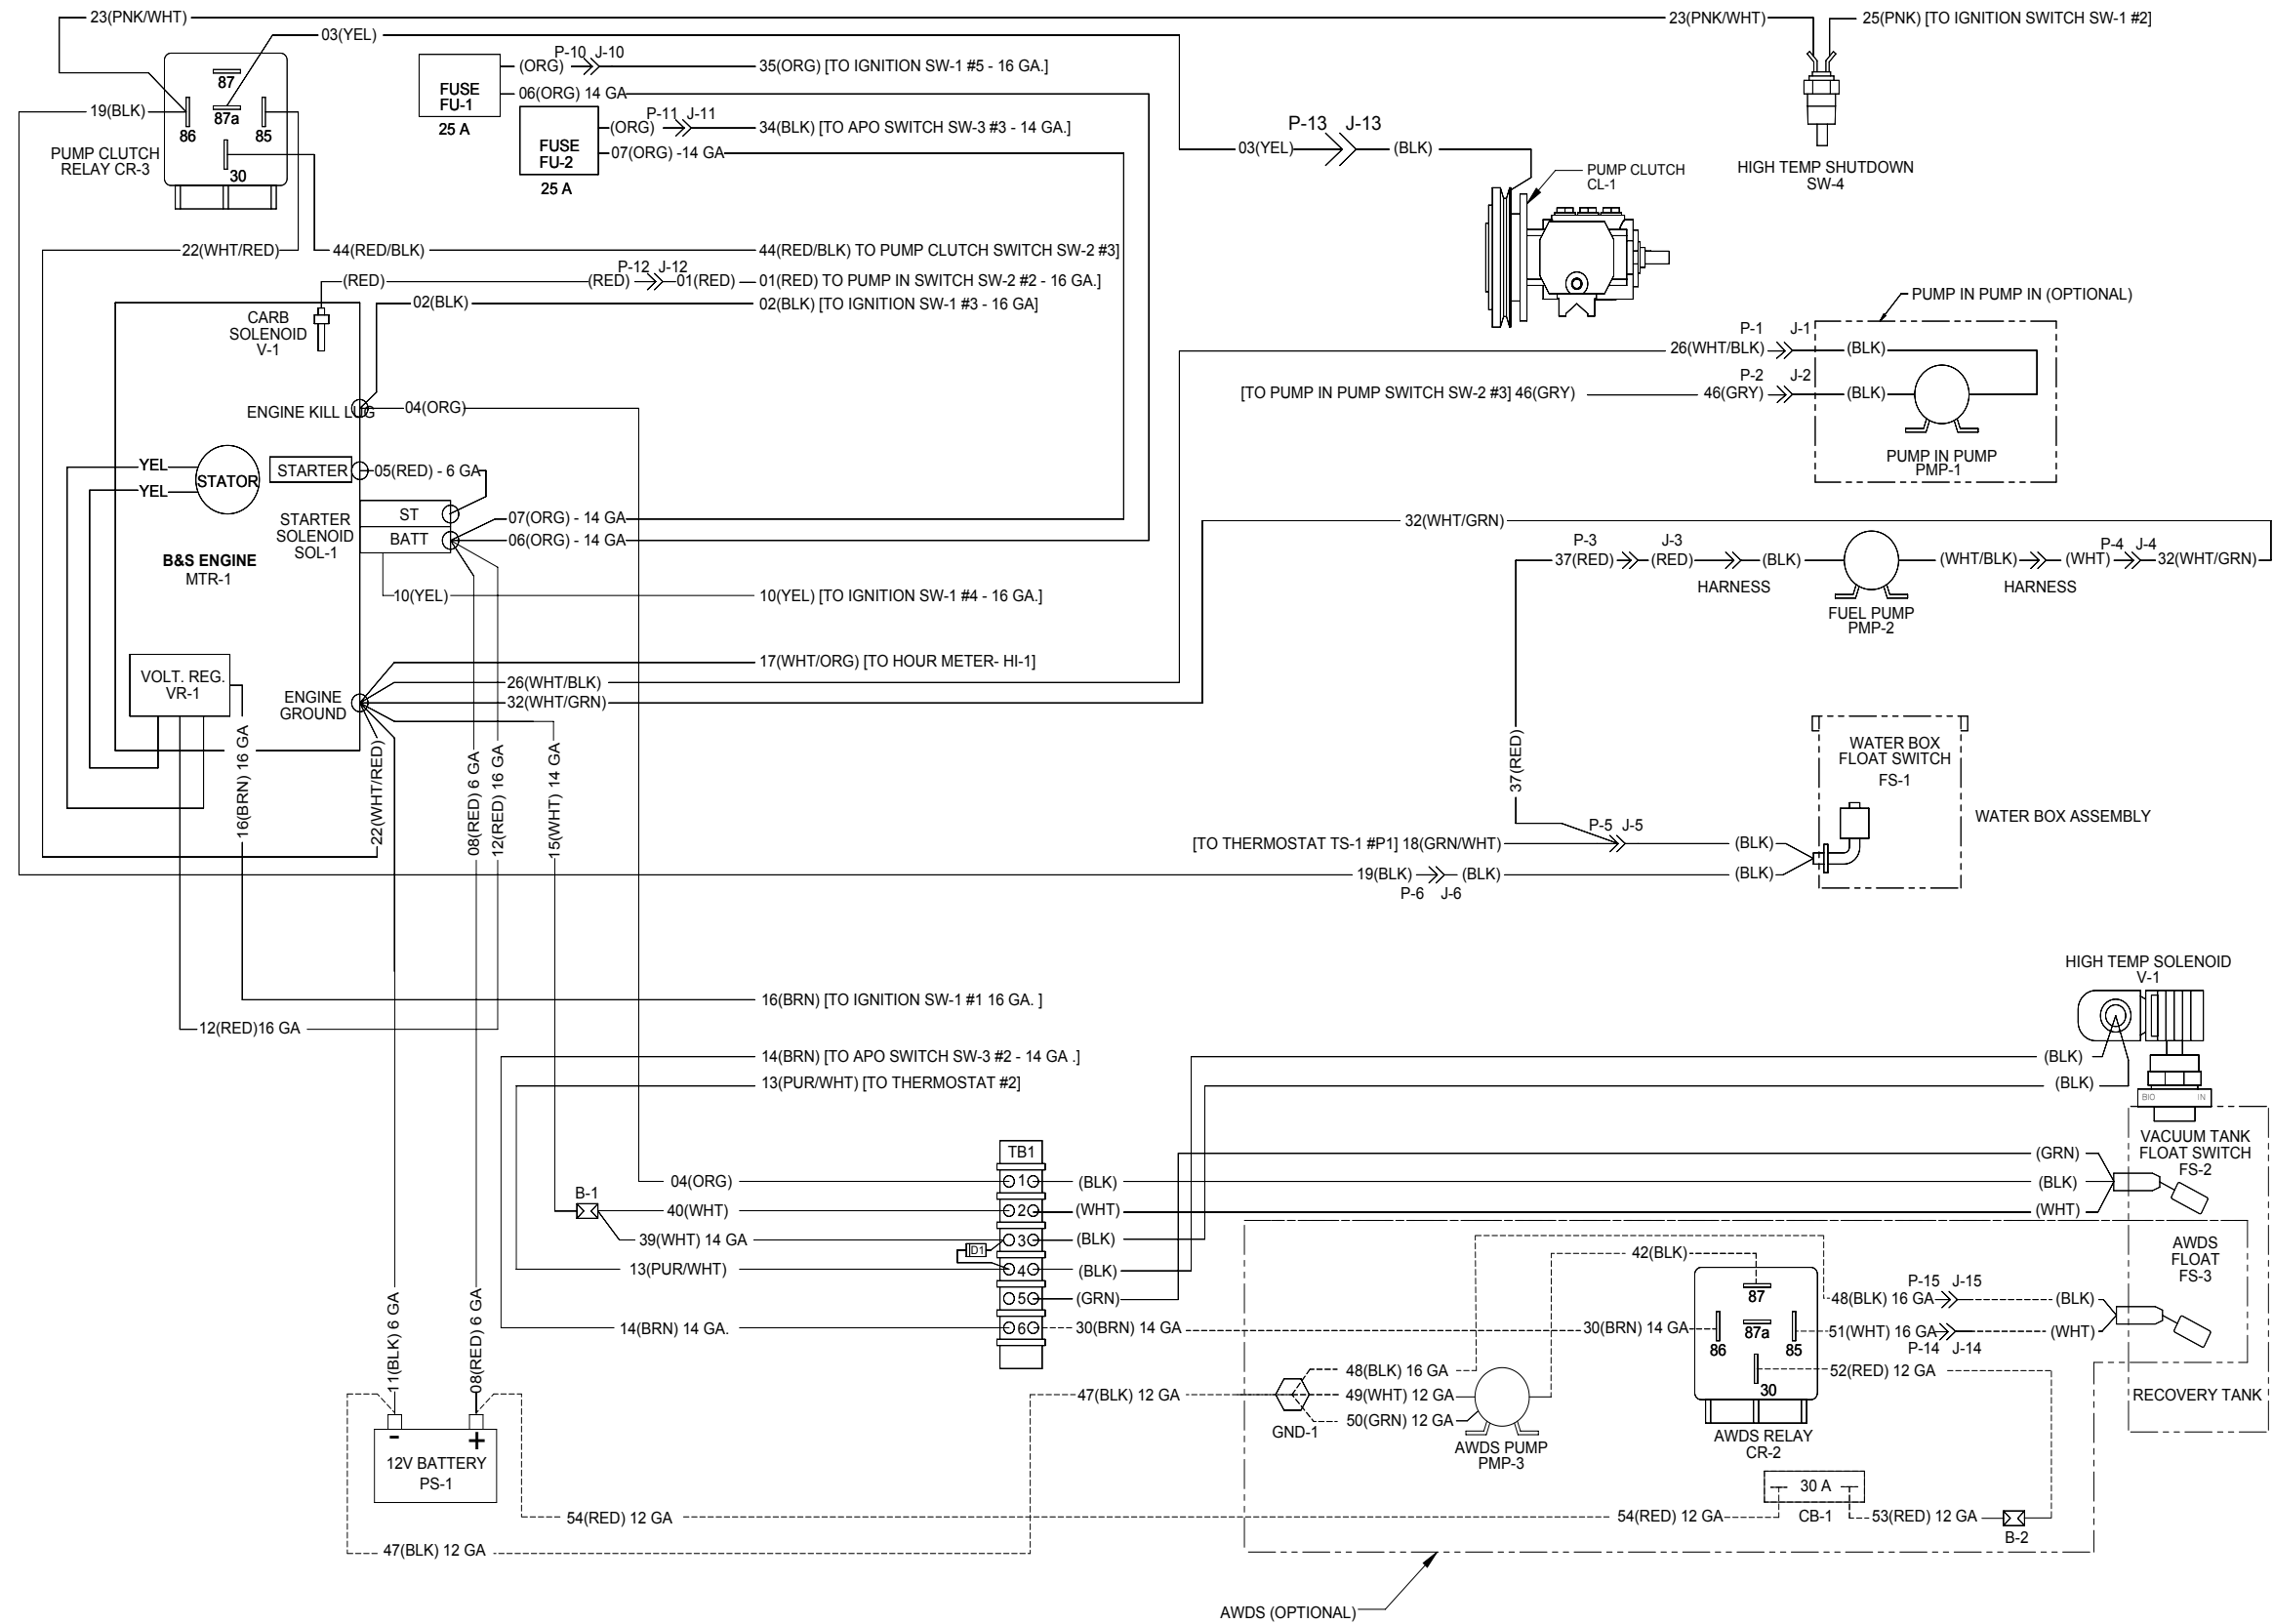 23(PNK/WHT)
23(PNK/WHT)
25(PNK) [TO IGNITION SWITCH SW-1 #2]
03(YEL)
P-10 J-10
(ORG)
35(ORG) [TO IGNITION SW-1 #5 - 16 GA.]
FUSE
FU-1
25 A
06(ORG) 14 GA
87
87a
86
85
30
19(BLK)
PUMP CLUTCH
RELAY CR-3
P-11 J-11
(ORG)
34(BLK) [TO APO SWITCH SW-3 #3 - 14 GA.]
FUSE
FU-2
25 A
07(ORG) -14 GA
P-13 J-13
03(YEL)
(BLK)
PUMP CLUTCH
CL-1
HIGH TEMP SHUTDOWN
SW-4
22(WHT/RED)
44(RED/BLK)
44(RED/BLK) TO PUMP CLUTCH SWITCH SW-2 #3]
(RED)
P-12 J-12
(RED)
01(RED)
01(RED) TO PUMP IN SWITCH SW-2 #2 - 16 GA.]
02(BLK)
02(BLK) [TO IGNITION SW-1 #3 - 16 GA]
CARB
SOLENOID
V-1
PUMP IN PUMP IN (OPTIONAL)
P-1 J-1
26(WHT/BLK)
(BLK)
P-2 J-2
[TO PUMP IN PUMP SWITCH SW-2 #3] 46(GRY)
46(GRY)
(BLK)
PUMP IN PUMP
PMP-1
ENGINE KILL LUG
04(ORG)
YEL
YEL
STATOR
STARTER
05(RED) - 6 GA
ST
BATT
STARTER
SOLENOID
SOL-1
07(ORG) - 14 GA
06(ORG) - 14 GA
B&S ENGINE
MTR-1
10(YEL)
10(YEL) [TO IGNITION SW-1 #4 - 16 GA.]
32(WHT/GRN)
P-3 J-3
37(RED)
(RED)
(BLK)
HARNESS
FUEL PUMP
PMP-2
(WHT/BLK)
(WHT)
P-4 J-4
32(WHT/GRN)
HARNESS
VOLT. REG.
VR-1
ENGINE
GROUND
17(WHT/ORG) [TO HOUR METER- HI-1]
26(WHT/BLK)
32(WHT/GRN)
16(BRN) 16 GA
22(WHT/RED)
08(RED) 6 GA
12(RED) 16 GA
15(WHT) 14 GA
37(RED)
WATER BOX
FLOAT SWITCH
FS-1
WATER BOX ASSEMBLY
P-5 J-5
[TO THERMOSTAT TS-1 #P1] 18(GRN/WHT)
(BLK)
19(BLK)
(BLK)
(BLK)
P-6 J-6
16(BRN) [TO IGNITION SW-1 #1 16 GA. ]
12(RED)16 GA
14(BRN) [TO APO SWITCH SW-3 #2 - 14 GA .]
13(PUR/WHT) [TO THERMOSTAT #2]
HIGH TEMP SOLENOID
V-1
(BLK)
(BLK)
BIO IN
VACUUM TANK
FLOAT SWITCH
FS-2
TB1
1
2
3
4
5
6
04(ORG)
(BLK)
B-1
40(WHT)
(WHT)
39(WHT) 14 GA
(BLK)
D1
13(PUR/WHT)
(BLK)
(GRN)
14(BRN) 14 GA.
30(BRN) 14 GA
(GRN)
(BLK)
(WHT)
AWDS
FLOAT
FS-3
42(BLK)
87
87a
86
85
30
30(BRN) 14 GA
P-15 J-15
48(BLK) 16 GA
(BLK)
51(WHT) 16 GA
(WHT)
P-14 J-14
52(RED) 12 GA
RECOVERY TANK
AWDS RELAY
CR-2
11(BLK) 6 GA
08(RED) 6 GA
- +
12V BATTERY
PS-1
47(BLK) 12 GA
GND-1
48(BLK) 16 GA
49(WHT) 12 GA
50(GRN) 12 GA
AWDS PUMP
PMP-3
30 A
CB-1
54(RED) 12 GA
54(RED) 12 GA
53(RED) 12 GA
B-2
47(BLK) 12 GA
AWDS (OPTIONAL)